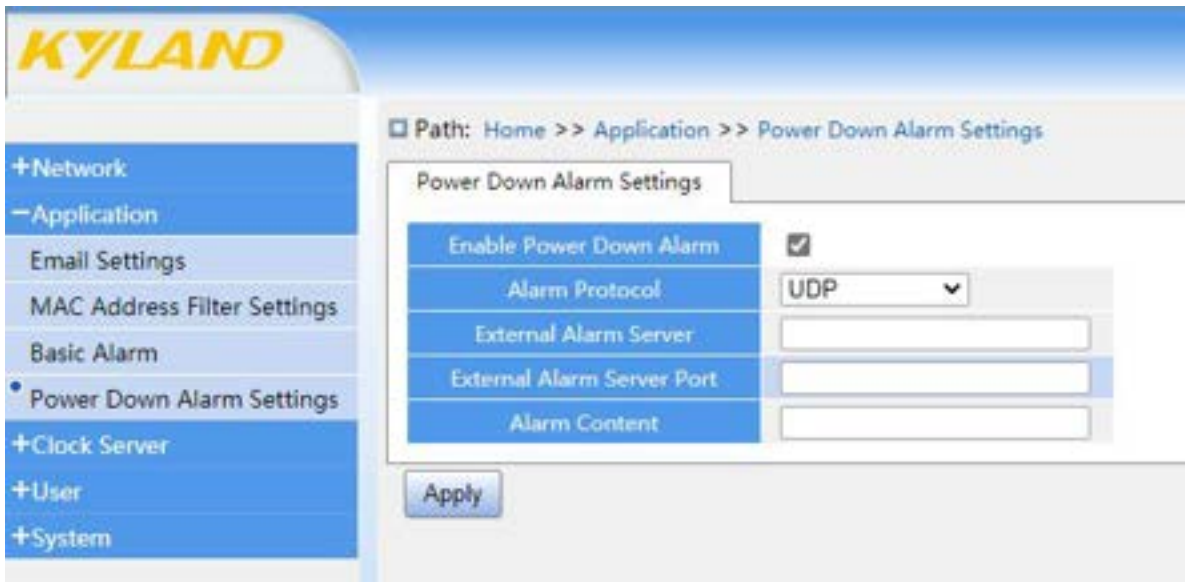 KYLAND
Path: Home >> Application >> Power Down Alarm Settings
+Network
−Application
Email Settings
MAC Address Filter Settings
Basic Alarm
Power Down Alarm Settings
+Clock Server
+User
+System
Power Down Alarm Settings
Enable Power Down Alarm
Alarm Protocol UDP
External Alarm Server
External Alarm Server Port
Alarm Content
Apply